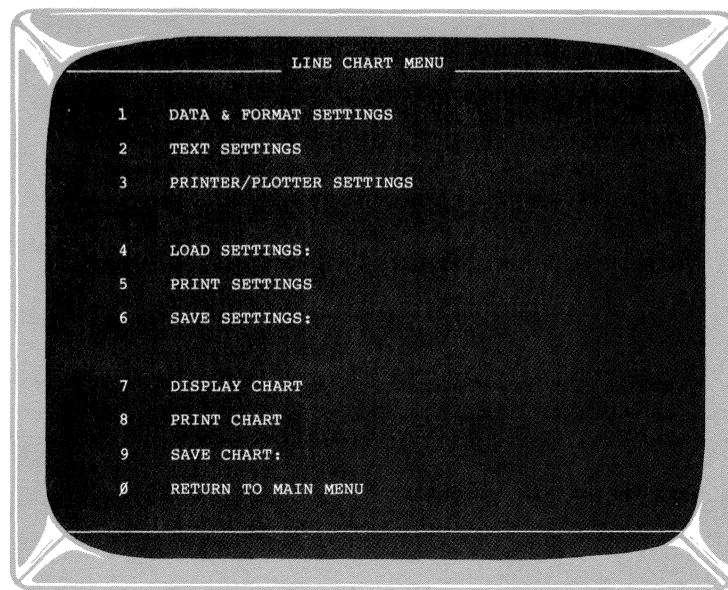 LINE CHART MENU
1 DATA & FORMAT SETTINGS
2 TEXT SETTINGS
3 PRINTER/PLOTTER SETTINGS
4 LOAD SETTINGS:
5 PRINT SETTINGS
6 SAVE SETTINGS:
7 DISPLAY CHART
8 PRINT CHART
9 SAVE CHART:
Ø RETURN TO MAIN MENU